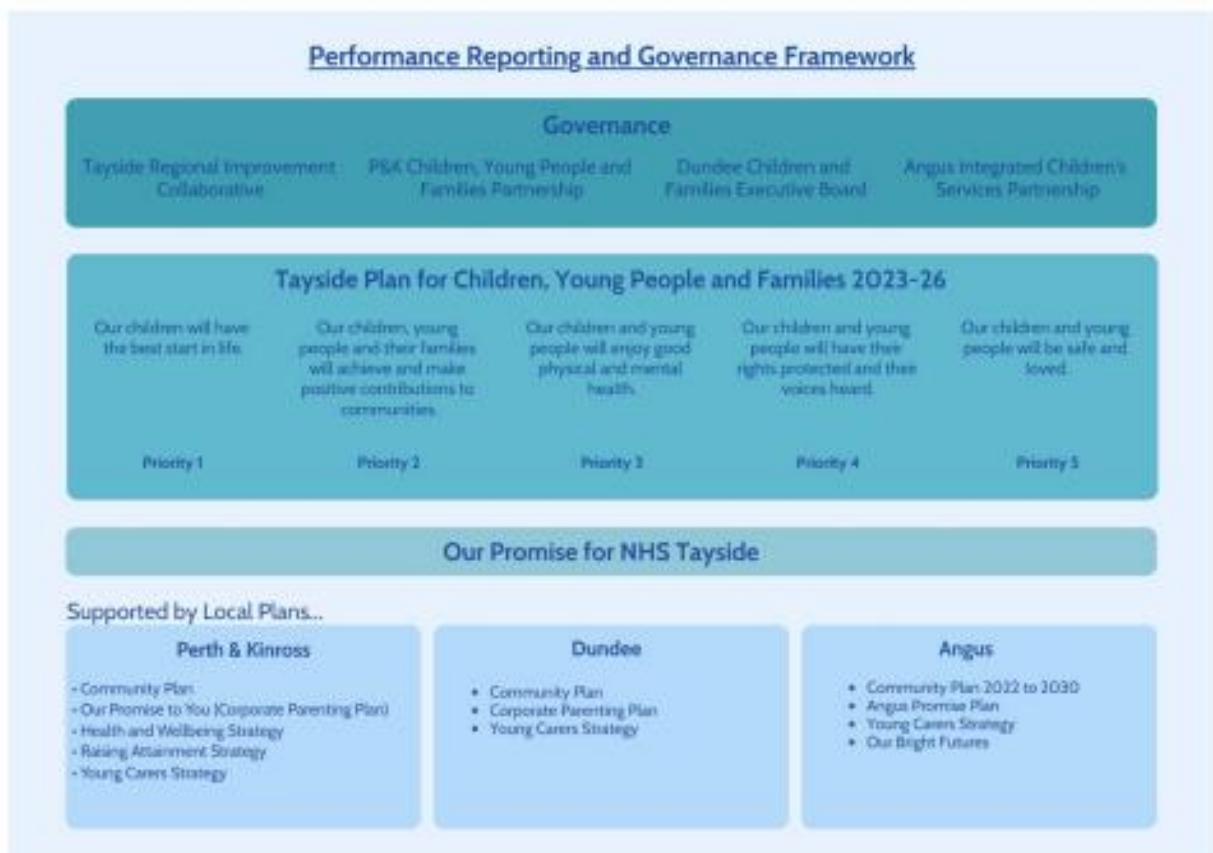 Performance Reporting and Governance Framework
Governance
Tayside Regional Improvement
Collaborative
P&K Children, Young People and
Families Partnership
Dundee Children and
Families Executive Board
Angus Integrated Children's
Services Partnership
Tayside Plan for Children, Young People and Families 2023-26
Our children will have
the best start in life.
Priority 1
Our children, young
people and their families
will achieve and make
positive contributions to
communities.
Priority 2
Our children and young
people will enjoy good
physical and mental
health.
Priority 3
Our children and young
people will have their
rights protected and their
voices heard.
Priority 4
Our children and young
people will be safe and
loved.
Priority 5
Our Promise for NHS Tayside
Supported by Local Plans...
Perth & Kinross
- Community Plan
- Our Promise to You (Corporate Parenting Plan)
- Health and Wellbeing Strategy
- Raising Attainment Strategy
- Young Carers Strategy
Dundee
• Community Plan
• Corporate Parenting Plan
• Young Carers Strategy
Angus
• Community Plan 2022 to 2030
• Angus Promise Plan
• Young Carers Strategy
• Our Bright Futures